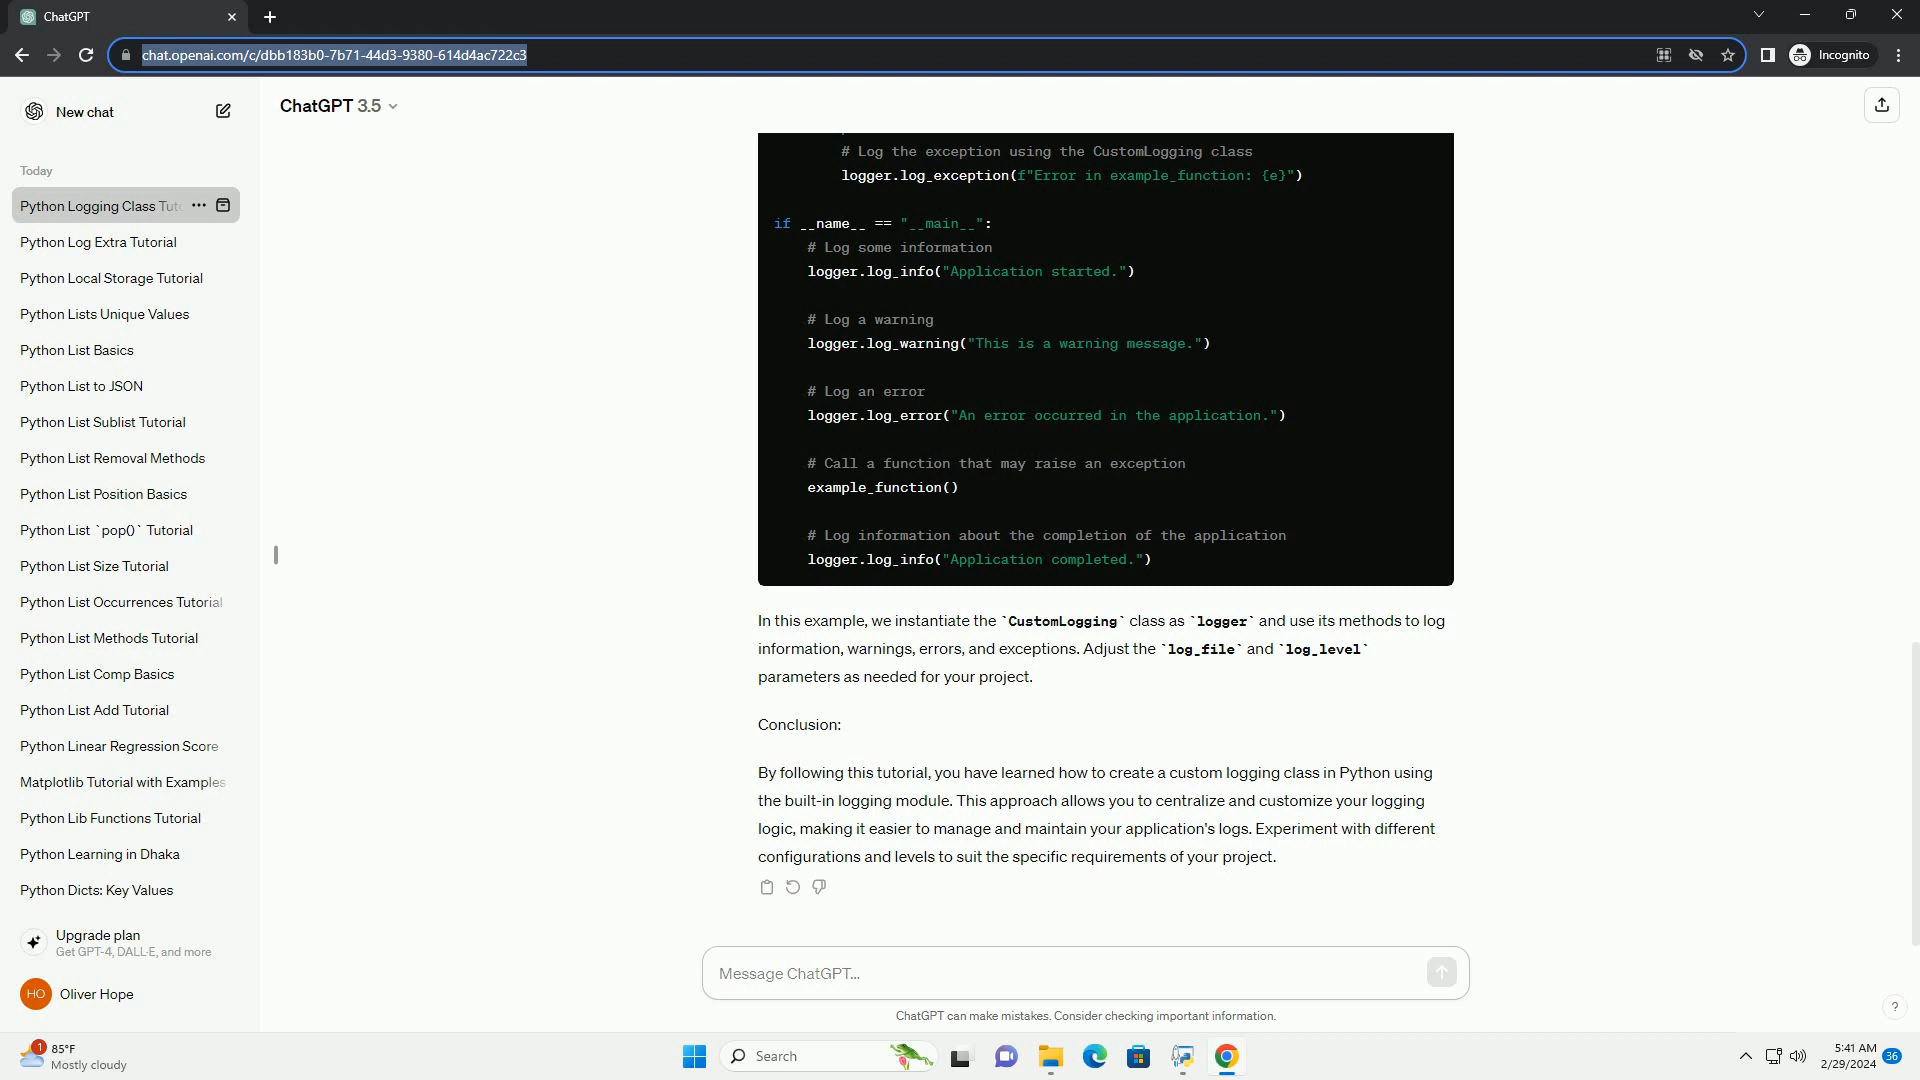 ChatGPT
chat.openai.com/c/dbb183b0-7b71-44d3-9380-614d4ac722c3
Incognito
New chat
ChatGPT 3.5
Today
Python Logging Class Tuto
Python Log Extra Tutorial
Python Local Storage Tutorial
Python Lists Unique Values
Python List Basics
Python List to JSON
Python List Sublist Tutorial
Python List Removal Methods
Python List Position Basics
Python List `pop()` Tutorial
Python List Size Tutorial
Python List Occurrences Tutorial
Python List Methods Tutorial
Python List Comp Basics
Python List Add Tutorial
Python Linear Regression Score
Matplotlib Tutorial with Examples
Python Lib Functions Tutorial
Python Learning in Dhaka
Python Dicts: Key Values
Upgrade plan
Get GPT-4, DALL·E, and more
HO
Oliver Hope
# Log the exception using the CustomLogging class
logger.log_exception(f"Error in example_function: {e}")
if __name__ == "__main__":
# Log some information
logger.log_info("Application started.")
# Log a warning
logger.log_warning("This is a warning message.")
# Log an error
logger.log_error("An error occurred in the application.")
# Call a function that may raise an exception
example_function()
# Log information about the completion of the application
logger.log_info("Application completed.")
In this example, we instantiate the `CustomLogging` class as `logger` and use its methods to log
information, warnings, errors, and exceptions. Adjust the `log_file` and `log_level`
parameters as needed for your project.
Conclusion:
By following this tutorial, you have learned how to create a custom logging class in Python using
the built-in logging module. This approach allows you to centralize and customize your logging
logic, making it easier to manage and maintain your application's logs. Experiment with different
configurations and levels to suit the specific requirements of your project.
Message ChatGPT...
ChatGPT can make mistakes. Consider checking important information.
?
1
85°F
Mostly cloudy
Search
5:41 AM
2/29/2024
36